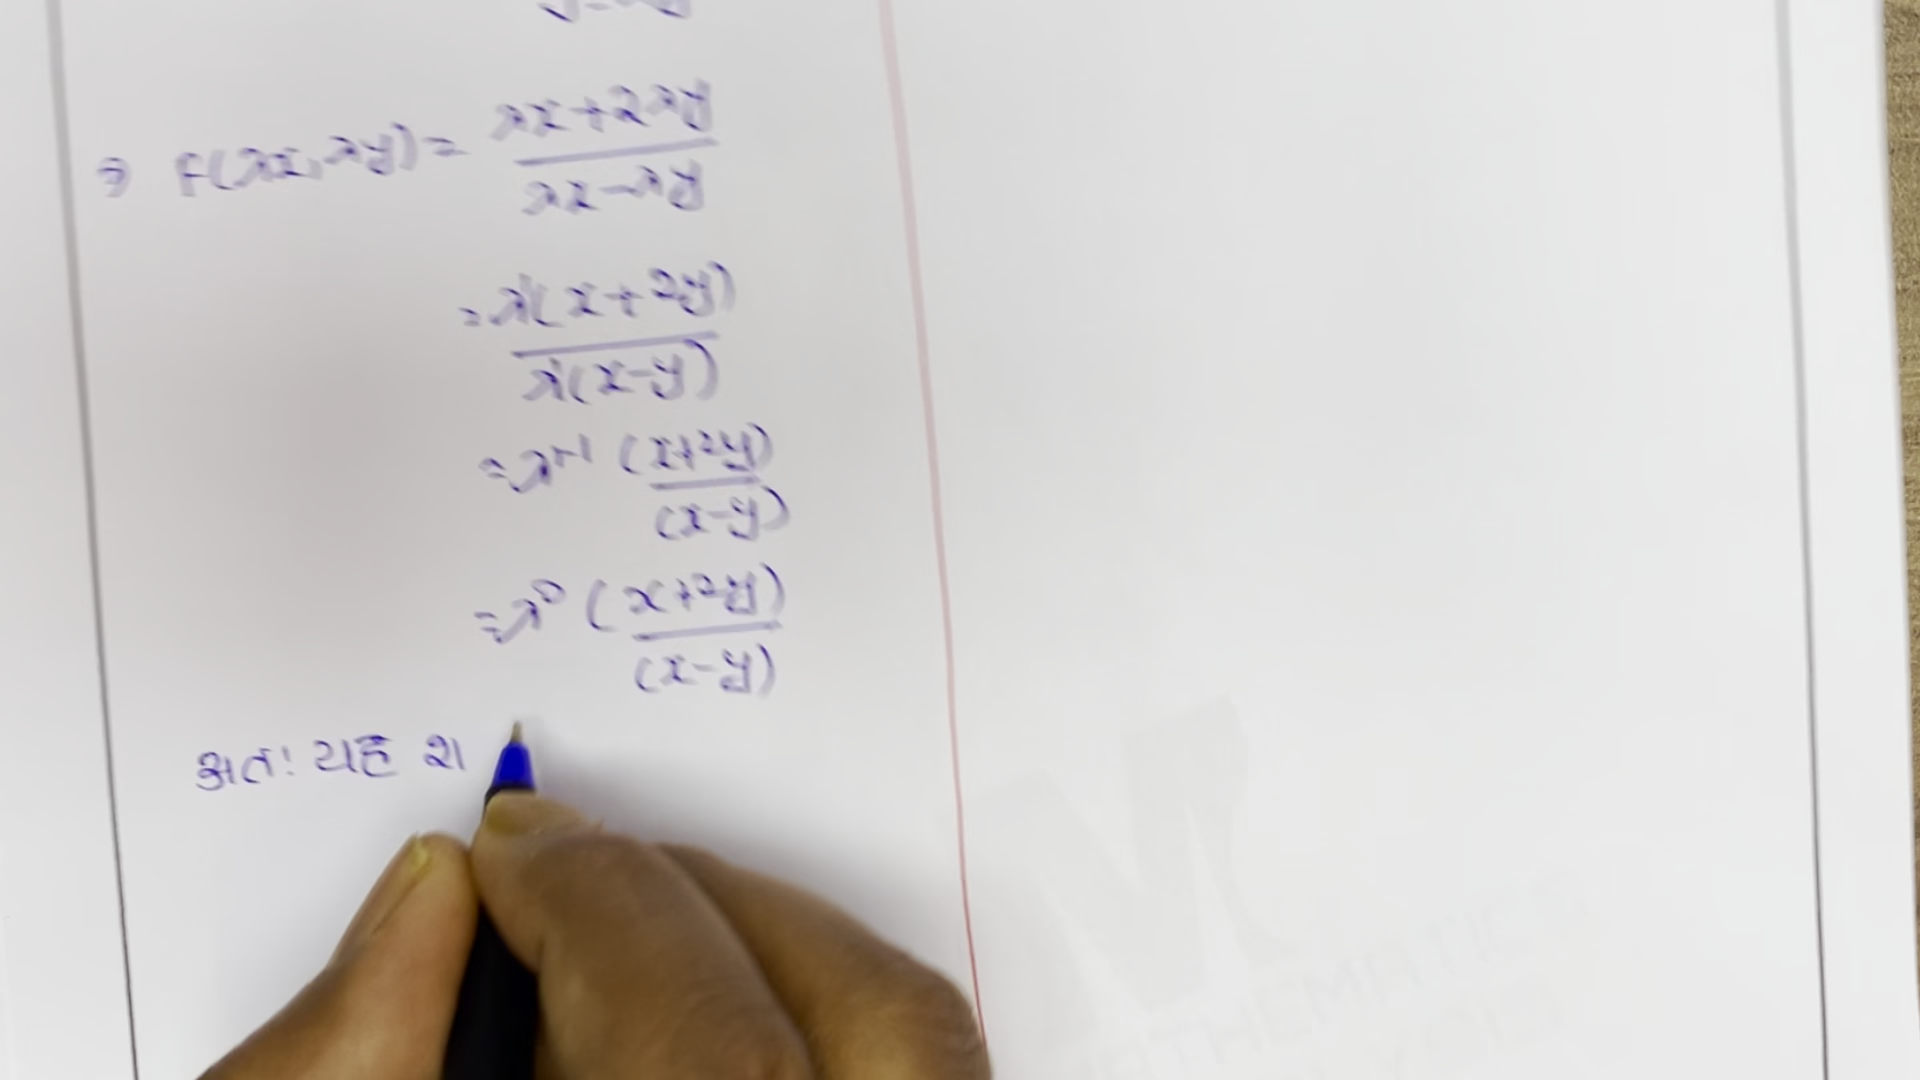 ⇒ F(λx, λy) = λx+2λy / λx-λy
= λ(x+2y) / λ(x-y)
= λ¹⁻¹ (x+2y) / (x-y)
= λ⁰ (x+2y) / (x-y)
अत: यह शू